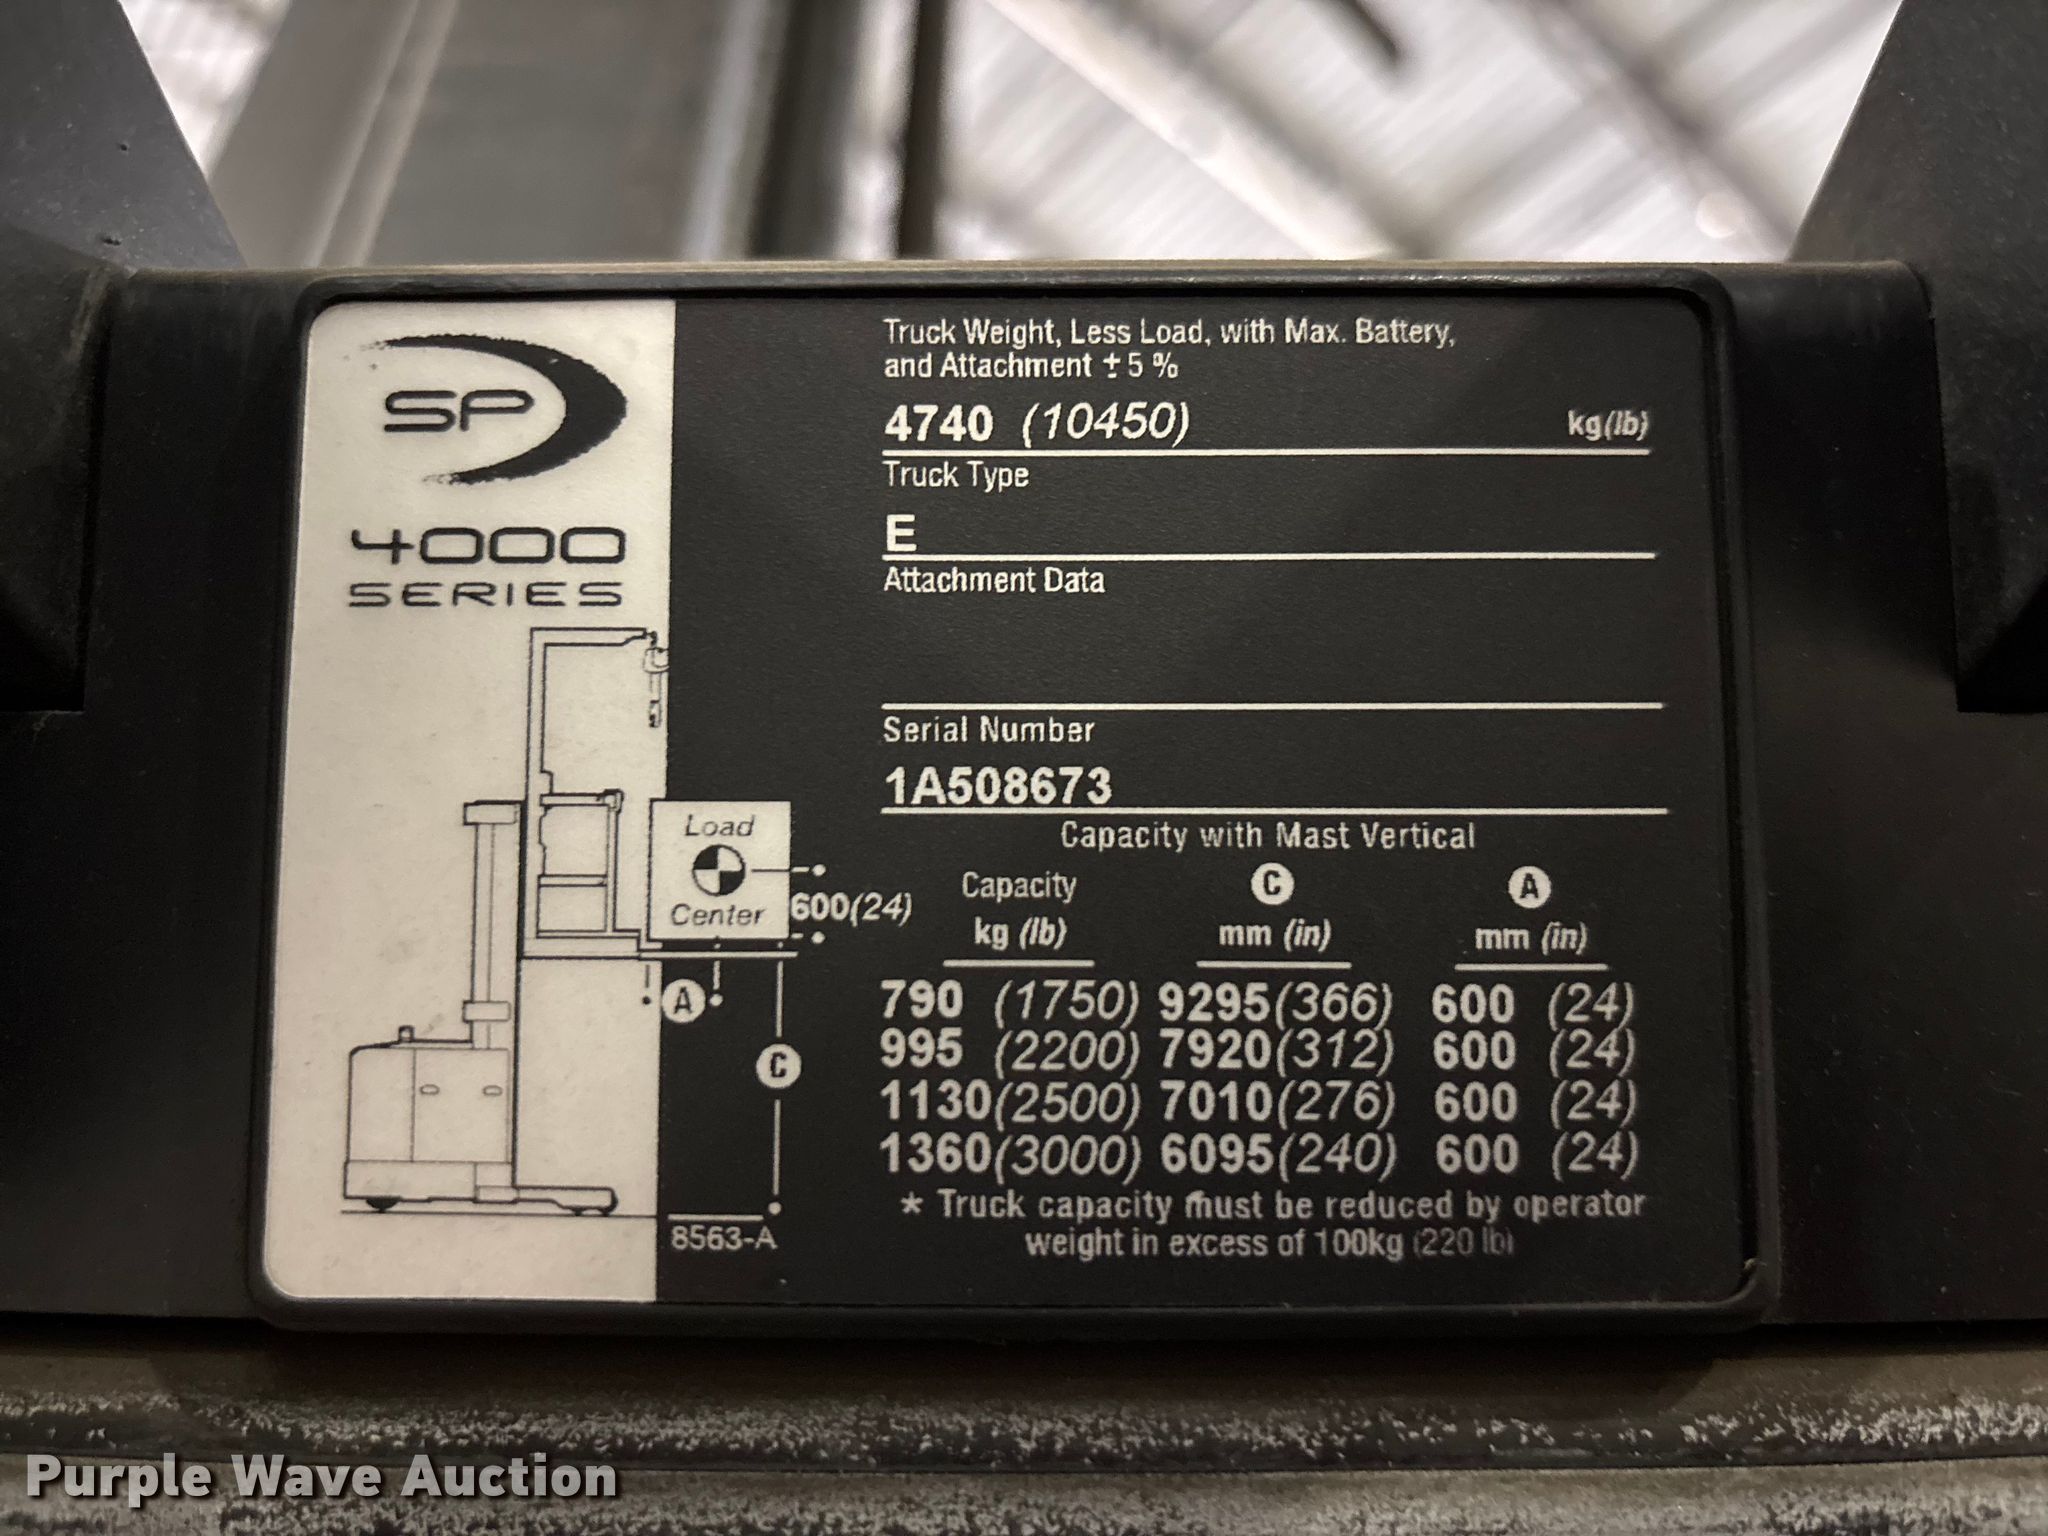 SP
4000
SERIES
Load
Center
600(24)
A
C
8563-A
Truck Weight, Less Load, with Max. Battery,
and Attachment ± 5 %
4740 (10450) kg(lb)
Truck Type
E
Attachment Data
Serial Number
1A508673
Capacity with Mast Vertical
Capacity C A
kg (lb) mm (in) mm (in)
790 (1750) 9295(366) 600 (24)
995 (2200) 7920(312) 600 (24)
1130(2500) 7010(276) 600 (24)
1360(3000) 6095(240) 600 (24)
* Truck capacity must be reduced by operator
weight in excess of 100kg (220 lb)
Purple Wave Auction